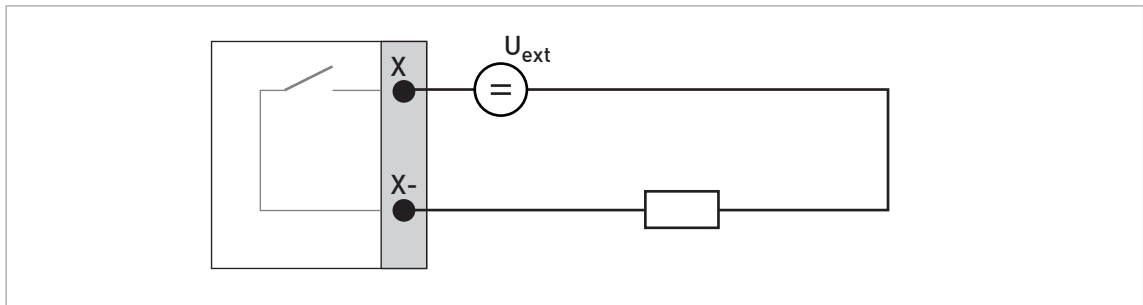 U_ext
X
=
X-